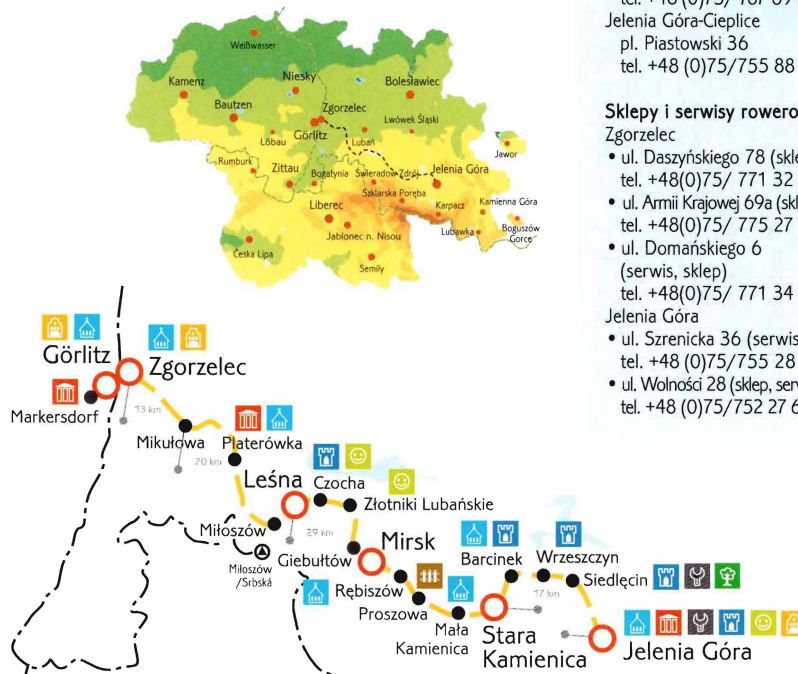 Weißwasser
Kamenz
Niesky
Bolesławiec
Bautzen
Zgorzelec
Görlitz
Lwówek Śląski
Löbau
Lubań
Jawor
Rumburk
Zittau
Bogatynia
Świeradów Zdrój
Jelenia Góra
Szklarska Poręba
Liberec
Karpacz
Kamienna Góra
Jablonec n. Nisou
Lubawka
Boguszów
Gorce
Česka Lipa
Semily
Jelenia Góra-Cieplice
pl. Piastowski 36
tel. +48 (0)75/755 88
Sklepy i serwisy rowero
Zgorzelec
• ul. Daszyńskiego 78 (skle
tel. +48(0)75/ 771 32
• ul. Armii Krajowej 69a (skl
tel. +48(0)75/ 775 27
• ul. Domańskiego 6
(serwis, sklep)
tel. +48(0)75/ 771 34
Jelenia Góra
• ul. Szrenicka 36 (serwis
tel. +48 (0)75/755 28
• ul. Wolności 28 (sklep, serw
tel. +48 (0)75/752 27 6
Görlitz
Zgorzelec
Markersdorf
13 km
Mikułowa
Platerówka
20 km
Leśna
Czocha
Złotniki Lubańskie
Miłoszów
29 km
Miłoszów
/Srbská
Giebułtów
Mirsk
Rębiszów
Proszowa
Mała
Kamienica
Barcinek
Wrzeszczyn
Siedlęcin
17 km
Stara
Kamienica
Jelenia Góra